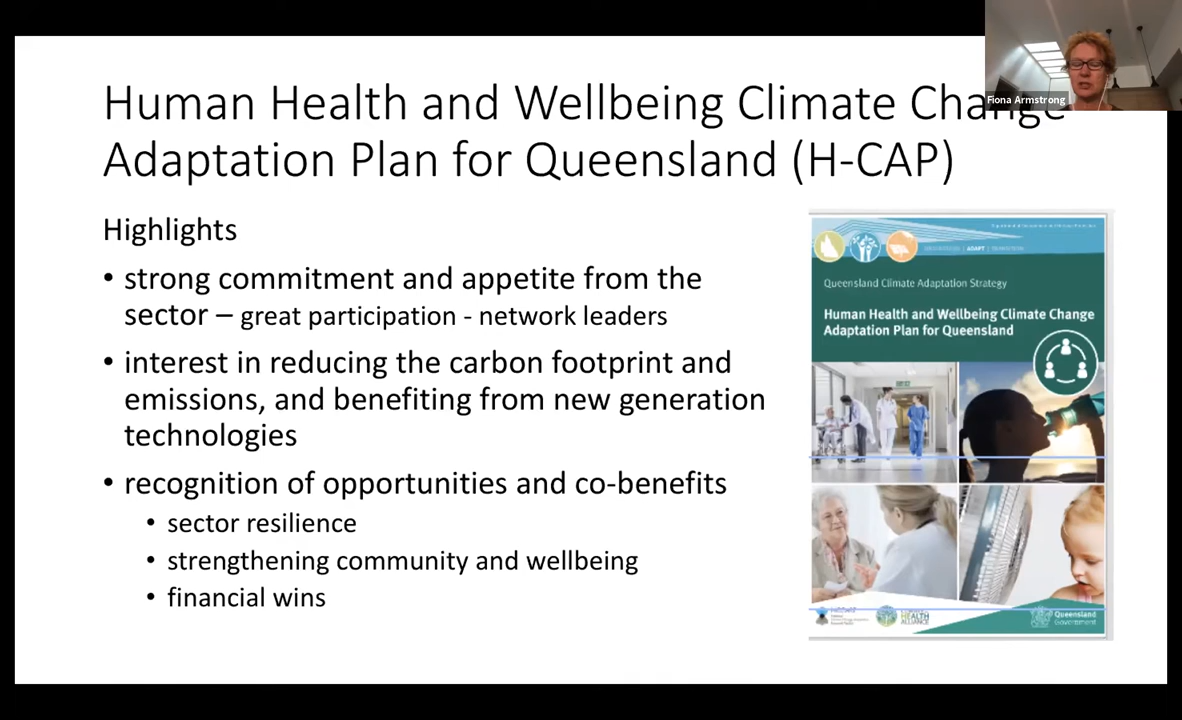 Human Health and Wellbeing Climate Change
Adaptation Plan for Queensland (H-CAP)
Fiona Armstrong
Highlights
• strong commitment and appetite from the
sector – great participation - network leaders
• interest in reducing the carbon footprint and
emissions, and benefiting from new generation
technologies
• recognition of opportunities and co-benefits
• sector resilience
• strengthening community and wellbeing
• financial wins
ADAPT
Queensland Climate Adaptation Strategy
Human Health and Wellbeing Climate Change
Adaptation Plan for Queensland
HEALTH
ALLIANCE
Queensland
Government